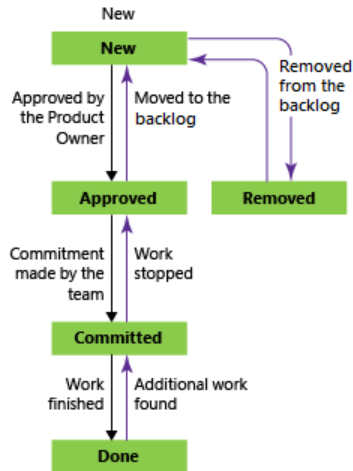 New
New
Removed
from the
backlog
Approved by
the Product
Owner
Moved to the
backlog
Approved
Removed
Commitment
made by the
team
Work
stopped
Committed
Work
finished
Additional work
found
Done